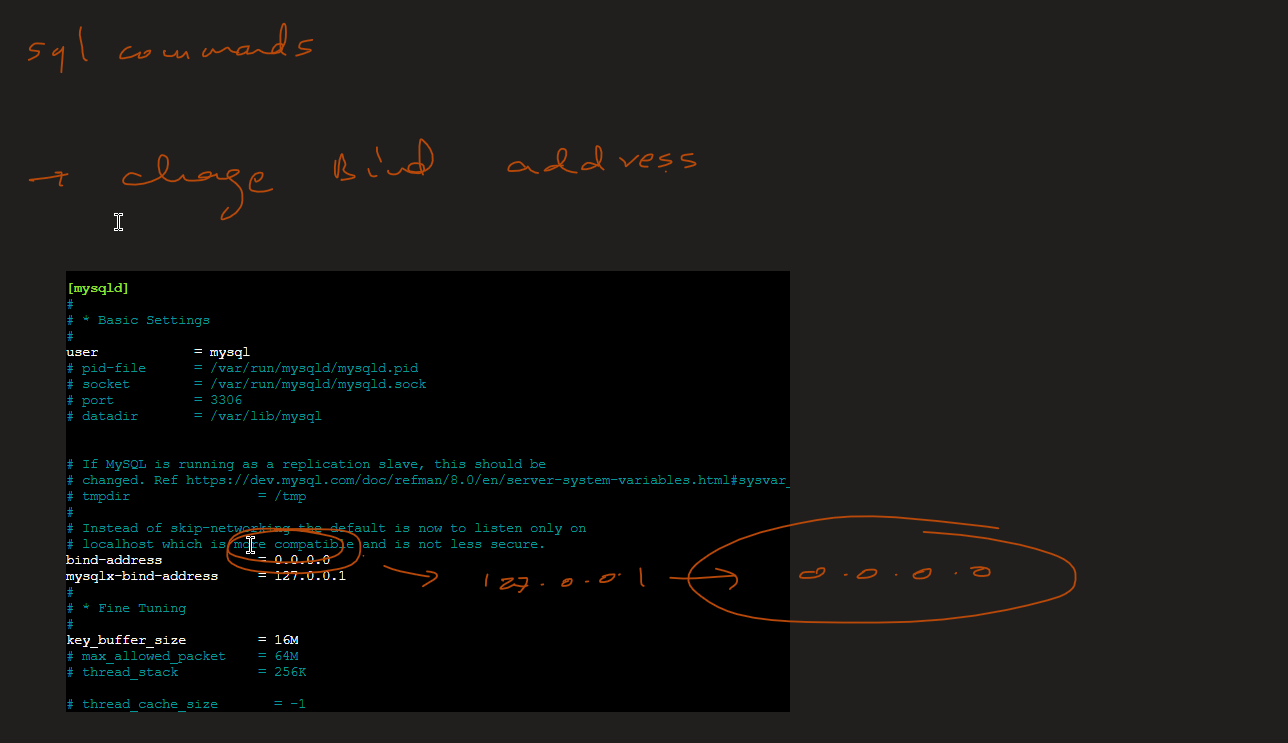 sql commands
→ change Bind address
[mysqld]
#
# * Basic Settings
#
user            = mysql
# pid-file      = /var/run/mysqld/mysqld.pid
# socket        = /var/run/mysqld/mysqld.sock
# port          = 3306
# datadir       = /var/lib/mysql
# If MySQL is running as a replication slave, this should be
# changed. Ref https://dev.mysql.com/doc/refman/8.0/en/server-system-variables.html#sysvar_
# tmpdir                = /tmp
#
# Instead of skip-networking the default is now to listen only on
# localhost which is more compatible and is not less secure.
bind-address            = 0.0.0.0
mysqlx-bind-address     = 127.0.0.1
→ 127.0.0.1 → 0.0.0.0
#
# * Fine Tuning
#
key_buffer_size         = 16M
# max_allowed_packet    = 64M
# thread_stack          = 256K
# thread_cache_size       = -1